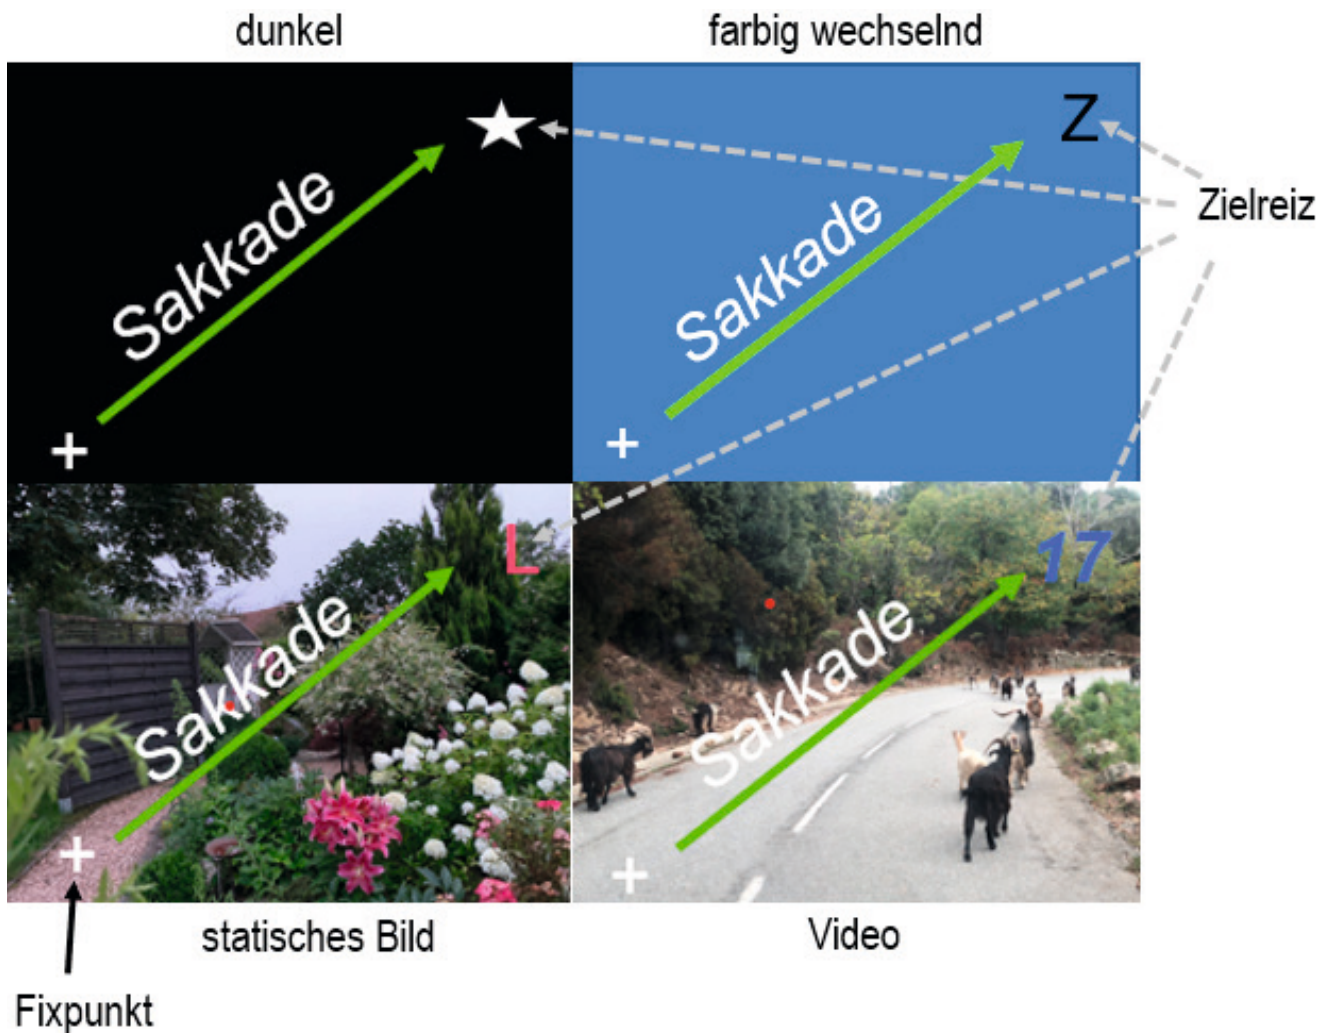 dunkel
farbig wechselnd
Z
Sakkade
Sakkade
Zielreiz
L
17
Sakkade
Sakkade
statisches Bild
Video
Fixpunkt